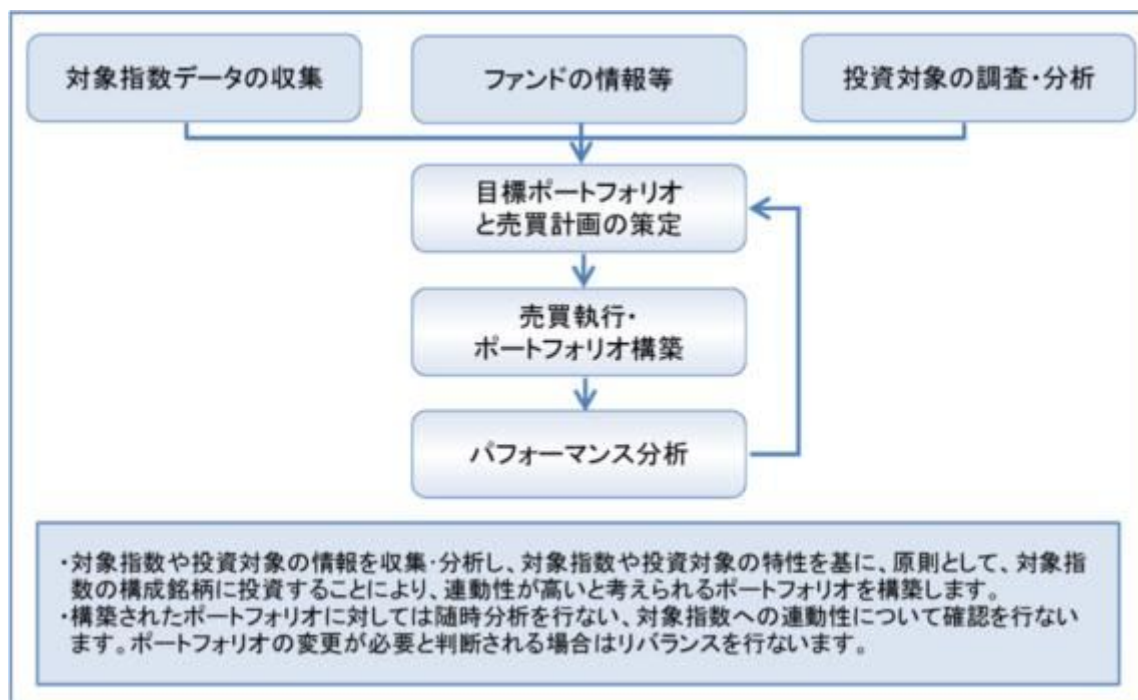 対象指数データの収集
ファンドの情報等
投資対象の調査・分析
目標ポートフォリオ
と売買計画の策定
売買執行・
ポートフォリオ構築
パフォーマンス分析
・対象指数や投資対象の情報を収集・分析し、対象指数や投資対象の特性を基に、原則として、対象指
数の構成銘柄に投資することにより、連動性が高いと考えられるポートフォリオを構築します。
・構築されたポートフォリオに対しては随時分析を行ない、対象指数への連動性について確認を行ない
ます。ポートフォリオの変更が必要と判断される場合はリバランスを行ないます。